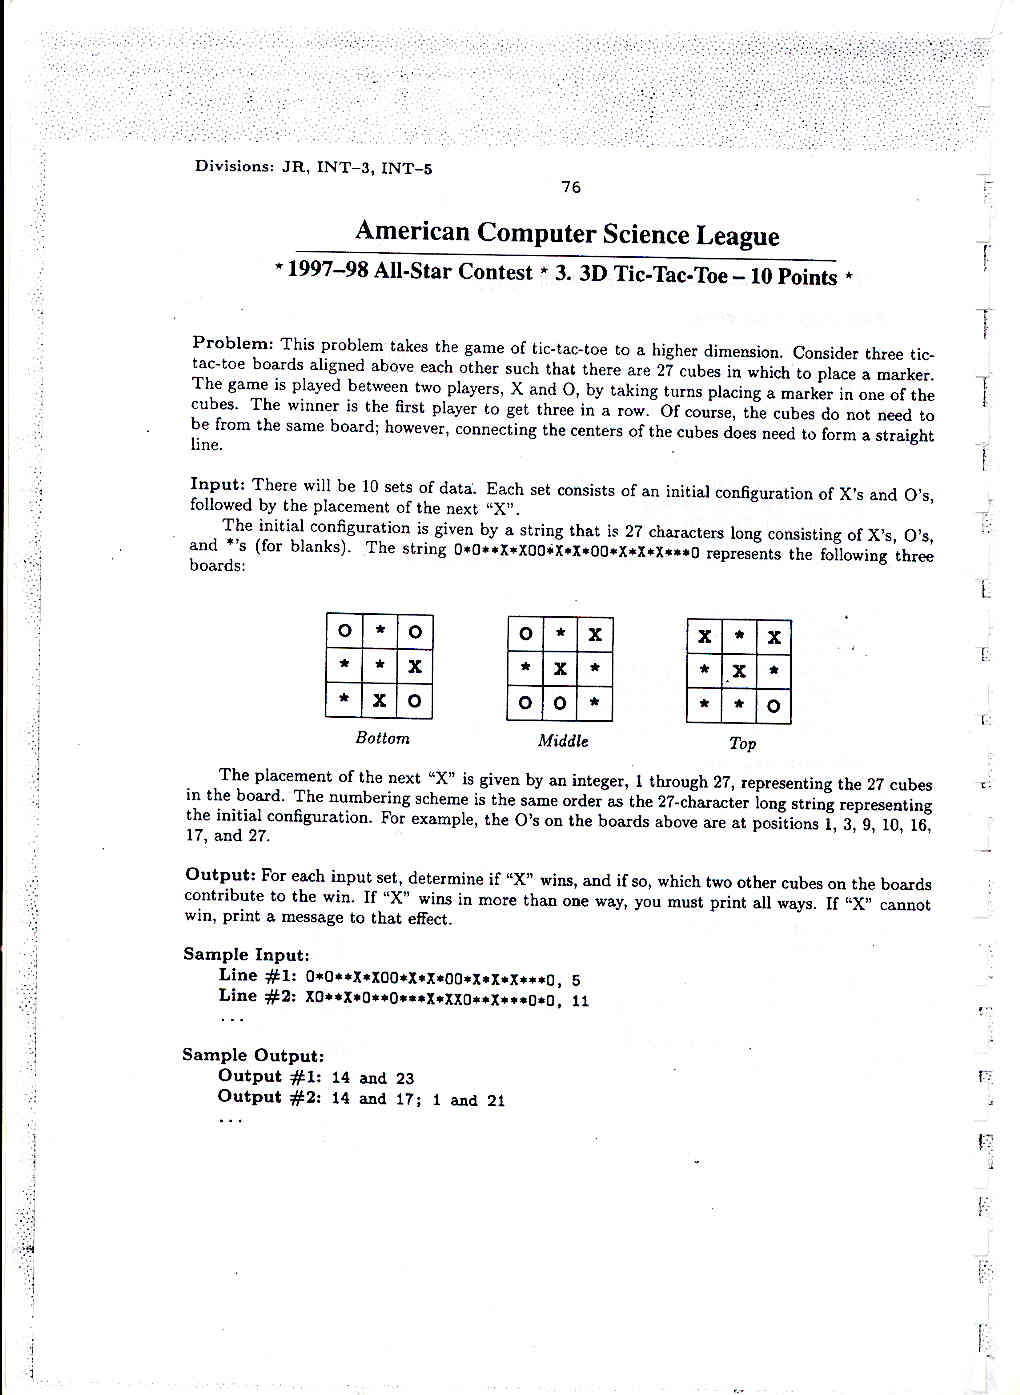 Divisions: JR, INT–3, INT–5
76
American Computer Science League
* 1997–98 All-Star Contest * 3. 3D Tic-Tac-Toe – 10 Points *
Problem: This problem takes the game of tic-tac-toe to a higher dimension. Consider three tic-
tac-toe boards aligned above each other such that there are 27 cubes in which to place a marker.
The game is played between two players, X and O, by taking turns placing a marker in one of the
cubes. The winner is the first player to get three in a row. Of course, the cubes do not need to
be from the same board; however, connecting the centers of the cubes does need to form a straight
line.
Input: There will be 10 sets of data. Each set consists of an initial configuration of X's and O's,
followed by the placement of the next "X".
The initial configuration is given by a string that is 27 characters long consisting of X's, O's,
and *'s (for blanks). The string O*O**X*XOO*X*X*OO*X*X*X***O represents the following three
boards:
O * O O * X X * X
* * X * X * * X *
* X O O O * * * O
Bottom Middle Top
The placement of the next "X" is given by an integer, 1 through 27, representing the 27 cubes
in the board. The numbering scheme is the same order as the 27-character long string representing
the initial configuration. For example, the O's on the boards above are at positions 1, 3, 9, 10, 16,
17, and 27.
Output: For each input set, determine if "X" wins, and if so, which two other cubes on the boards
contribute to the win. If "X" wins in more than one way, you must print all ways. If "X" cannot
win, print a message to that effect.
Sample Input:
Line #1: O*O**X*XOO*X*X*OO*X*X*X***O, 5
Line #2: XO**X*O**O***X*XXO**X***O*O, 11
...
Sample Output:
Output #1: 14 and 23
Output #2: 14 and 17; 1 and 21
...